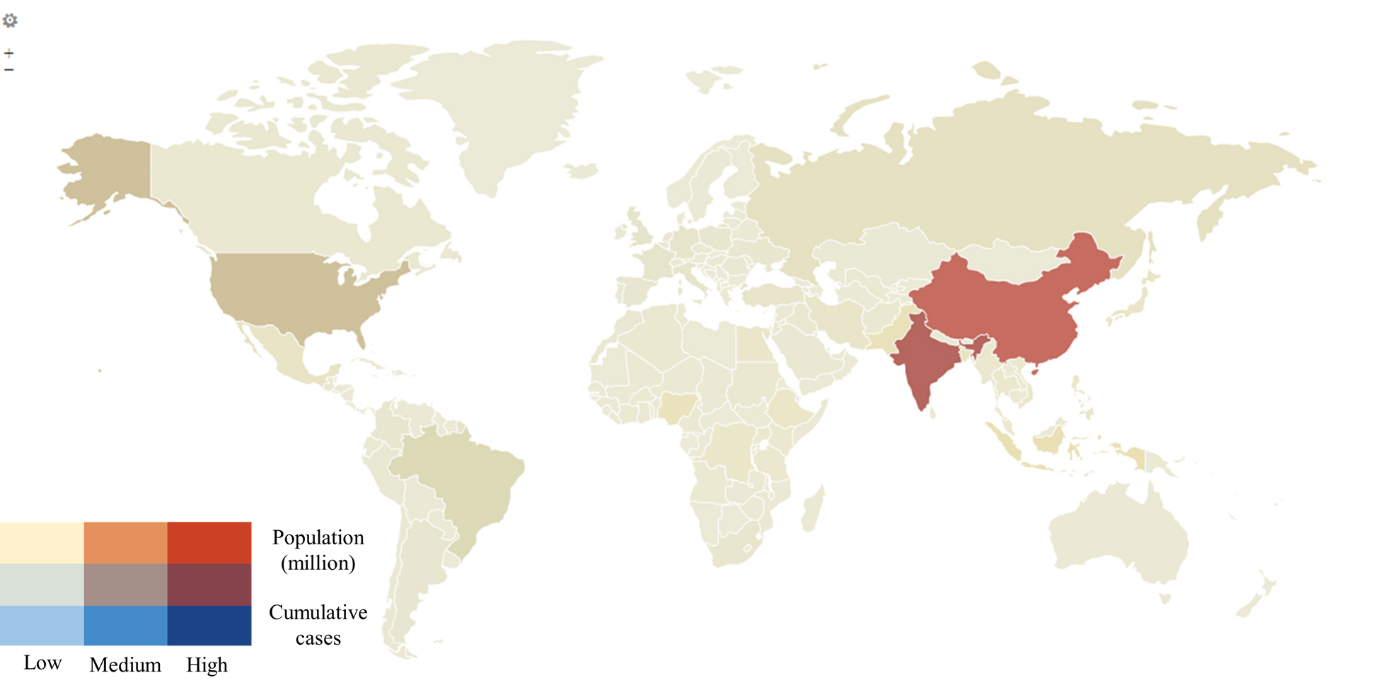 +
−
Population
(million)
Cumulative
cases
Low Medium High